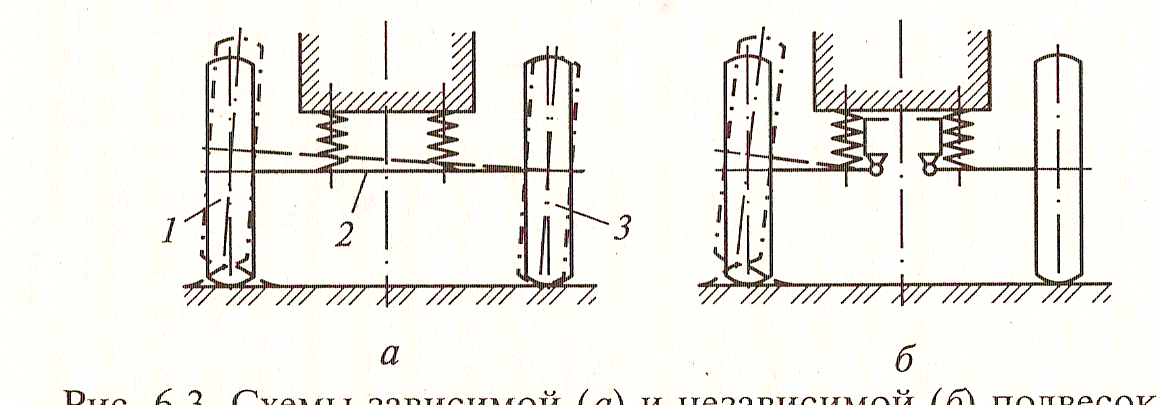 1
2
3
а
б
Рис. 6.3. Схемы зависимой (а) и независимой (б) подвесок